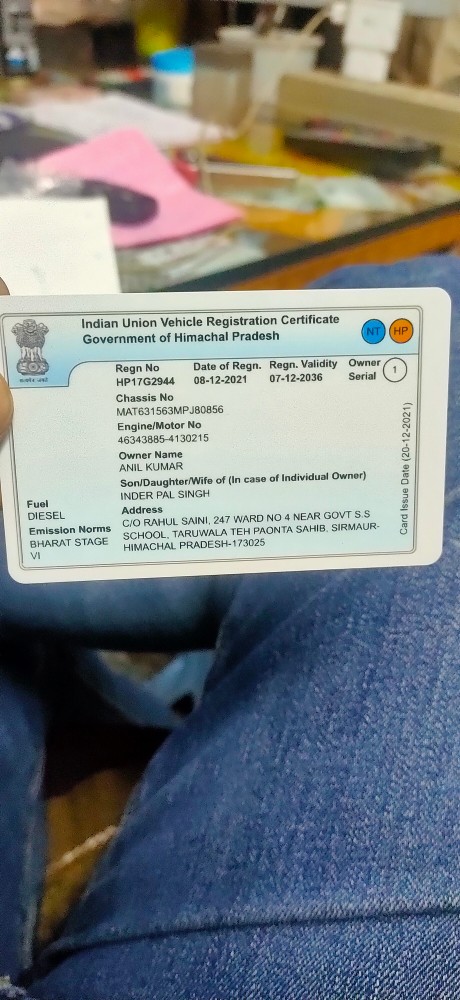 Indian Union Vehicle Registration Certificate
Government of Himachal Pradesh
NT HP
Regn No Date of Regn. Regn. Validity Owner Serial 1
HP17G2944 08-12-2021 07-12-2036
Chassis No
MAT631563MPJ80856
Engine/Motor No
46343885-4130215
Owner Name
ANIL KUMAR
Son/Daughter/Wife of (In case of Individual Owner)
INDER PAL SINGH
Fuel
DIESEL
Emission Norms
BHARAT STAGE
VI
Address
C/O RAHUL SAINI, 247 WARD NO 4 NEAR GOVT S.S
SCHOOL, TARUWALA TEH PAONTA SAHIB, SIRMAUR-
HIMACHAL PRADESH-173025
Card Issue Date (20-12-2021)